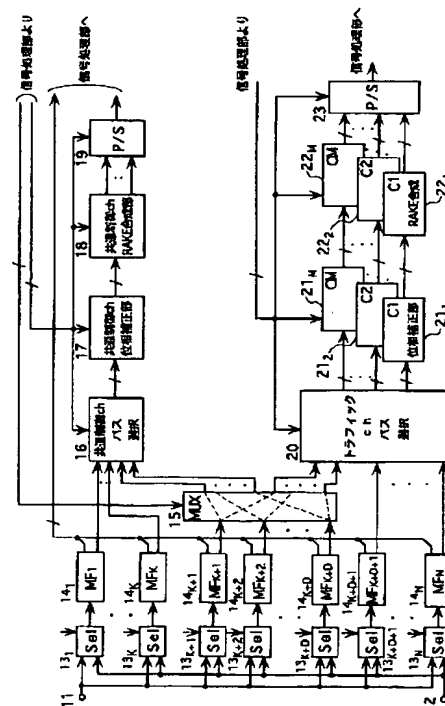 信号処理部より
信号処理部へ
19
P/S
18
共通制御ch
RAKE合成部
17
共通制御ch
位相補正部
16
共通制御ch
パス
選択
15
MUX
信号処理部より
信号処理部へ
23
P/S
22M
CM
22₂
C2
C1
RAKE合成
22₁
21M
CM
21₂
C2
C1
位相補正部
21₁
20
トラフィック
ch
パス
選択
14₁
MF1
14K
MFK
14K+1
MFK+1
14K+2
MFK+2
14K+D
MFK+D
14K+D+1
MFK+D+1
14N
MFN
13₁
Sel
13K
Sel
13K+1
Sel
13K+2
Sel
13K+D
Sel
13K+D+1
Sel
13N
Sel
11
2